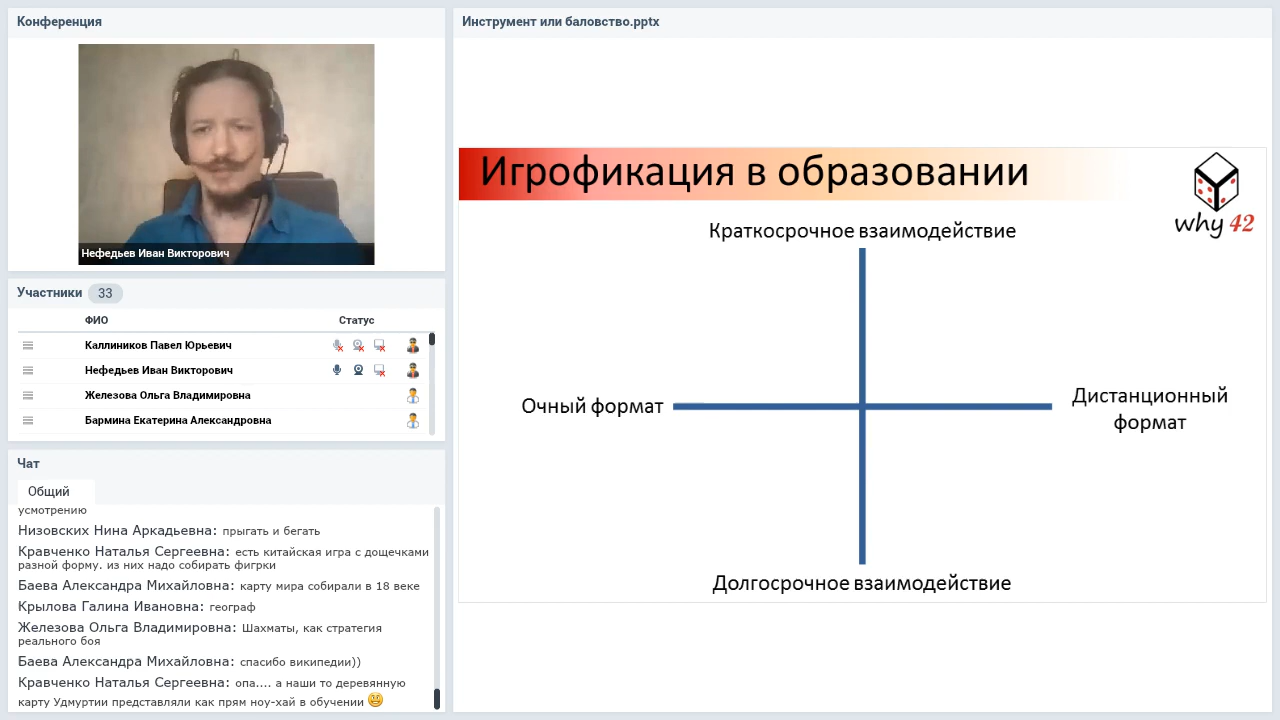 Конференция
Нефедьев Иван Викторович
Участники 33
ФИО Статус
Каллиников Павел Юрьевич
Нефедьев Иван Викторович
Железова Ольга Владимировна
Бармина Екатерина Александровна
Чат
Общий
усмотрению
Низовских Нина Аркадьевна: прыгать и бегать
Кравченко Наталья Сергеевна: есть китайская игра с дощечками
разной форму. из них надо собирать фигрки
Баева Александра Михайловна: карту мира собирали в 18 веке
Крылова Галина Ивановна: географ
Железова Ольга Владимировна: Шахматы, как стратегия
реального боя
Баева Александра Михайловна: спасибо википедии))
Кравченко Наталья Сергеевна: опа.... а наши то деревянную
карту Удмуртии представляли как прям ноу-хай в обучении
Инструмент или баловство.pptx
Игрофикация в образовании
why 42
Краткосрочное взаимодействие
Очный формат
Дистанционный
формат
Долгосрочное взаимодействие